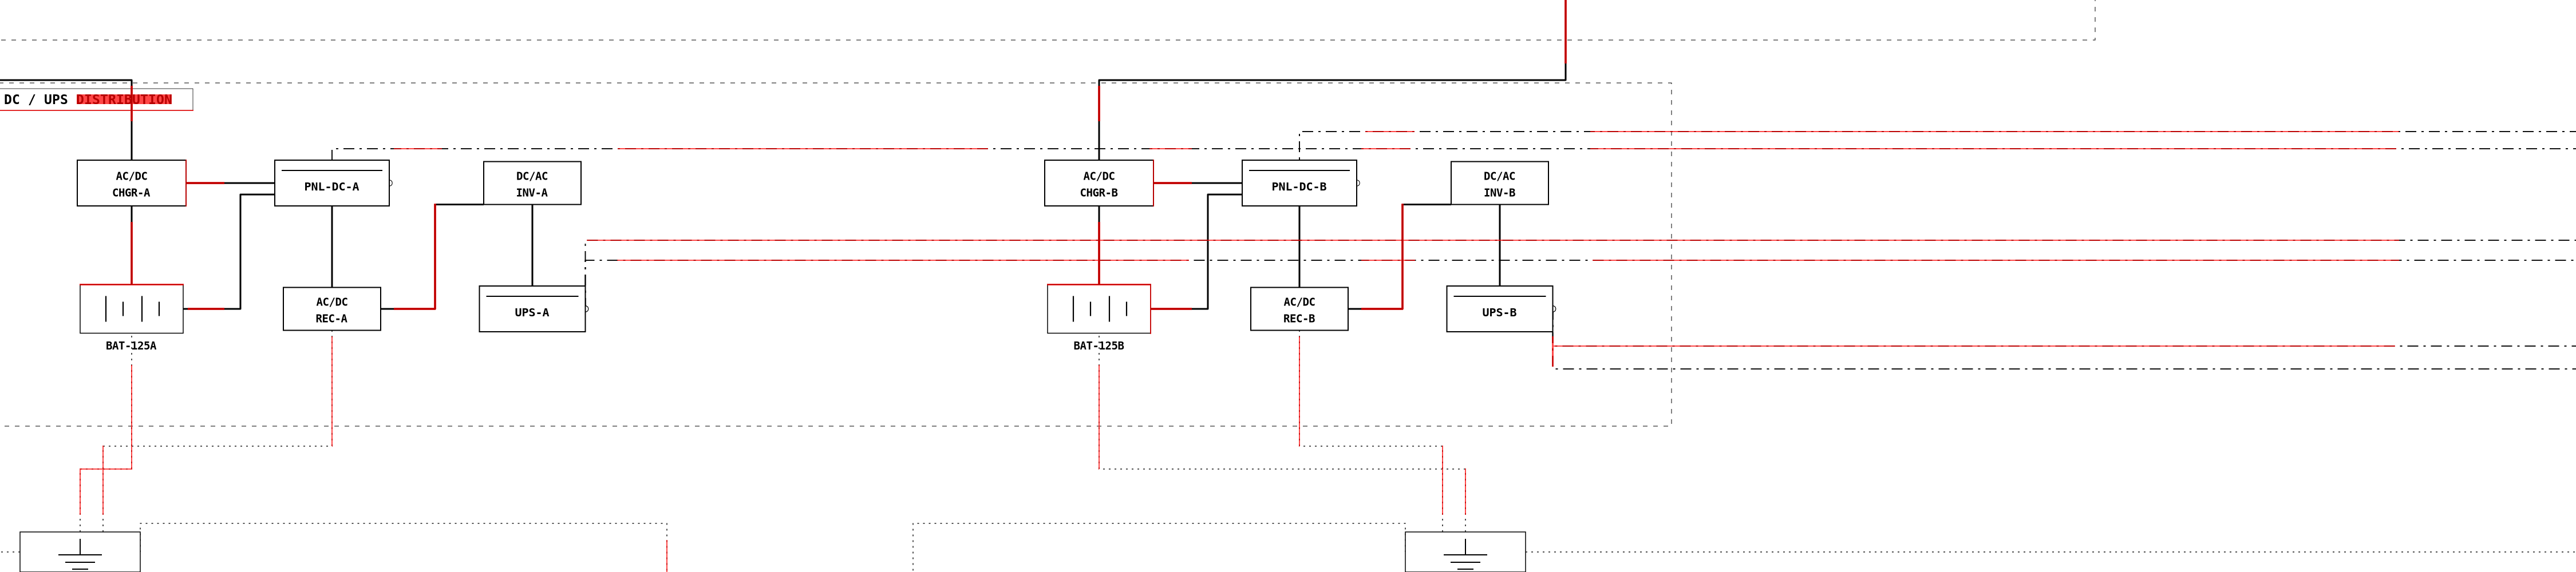 DC / UPS DISTRIBUTION
AC/DC
CHGR-A
PNL-DC-A
DC/AC
INV-A
AC/DC
CHGR-B
PNL-DC-B
DC/AC
INV-B
BAT-125A
AC/DC
REC-A
UPS-A
BAT-125B
AC/DC
REC-B
UPS-B